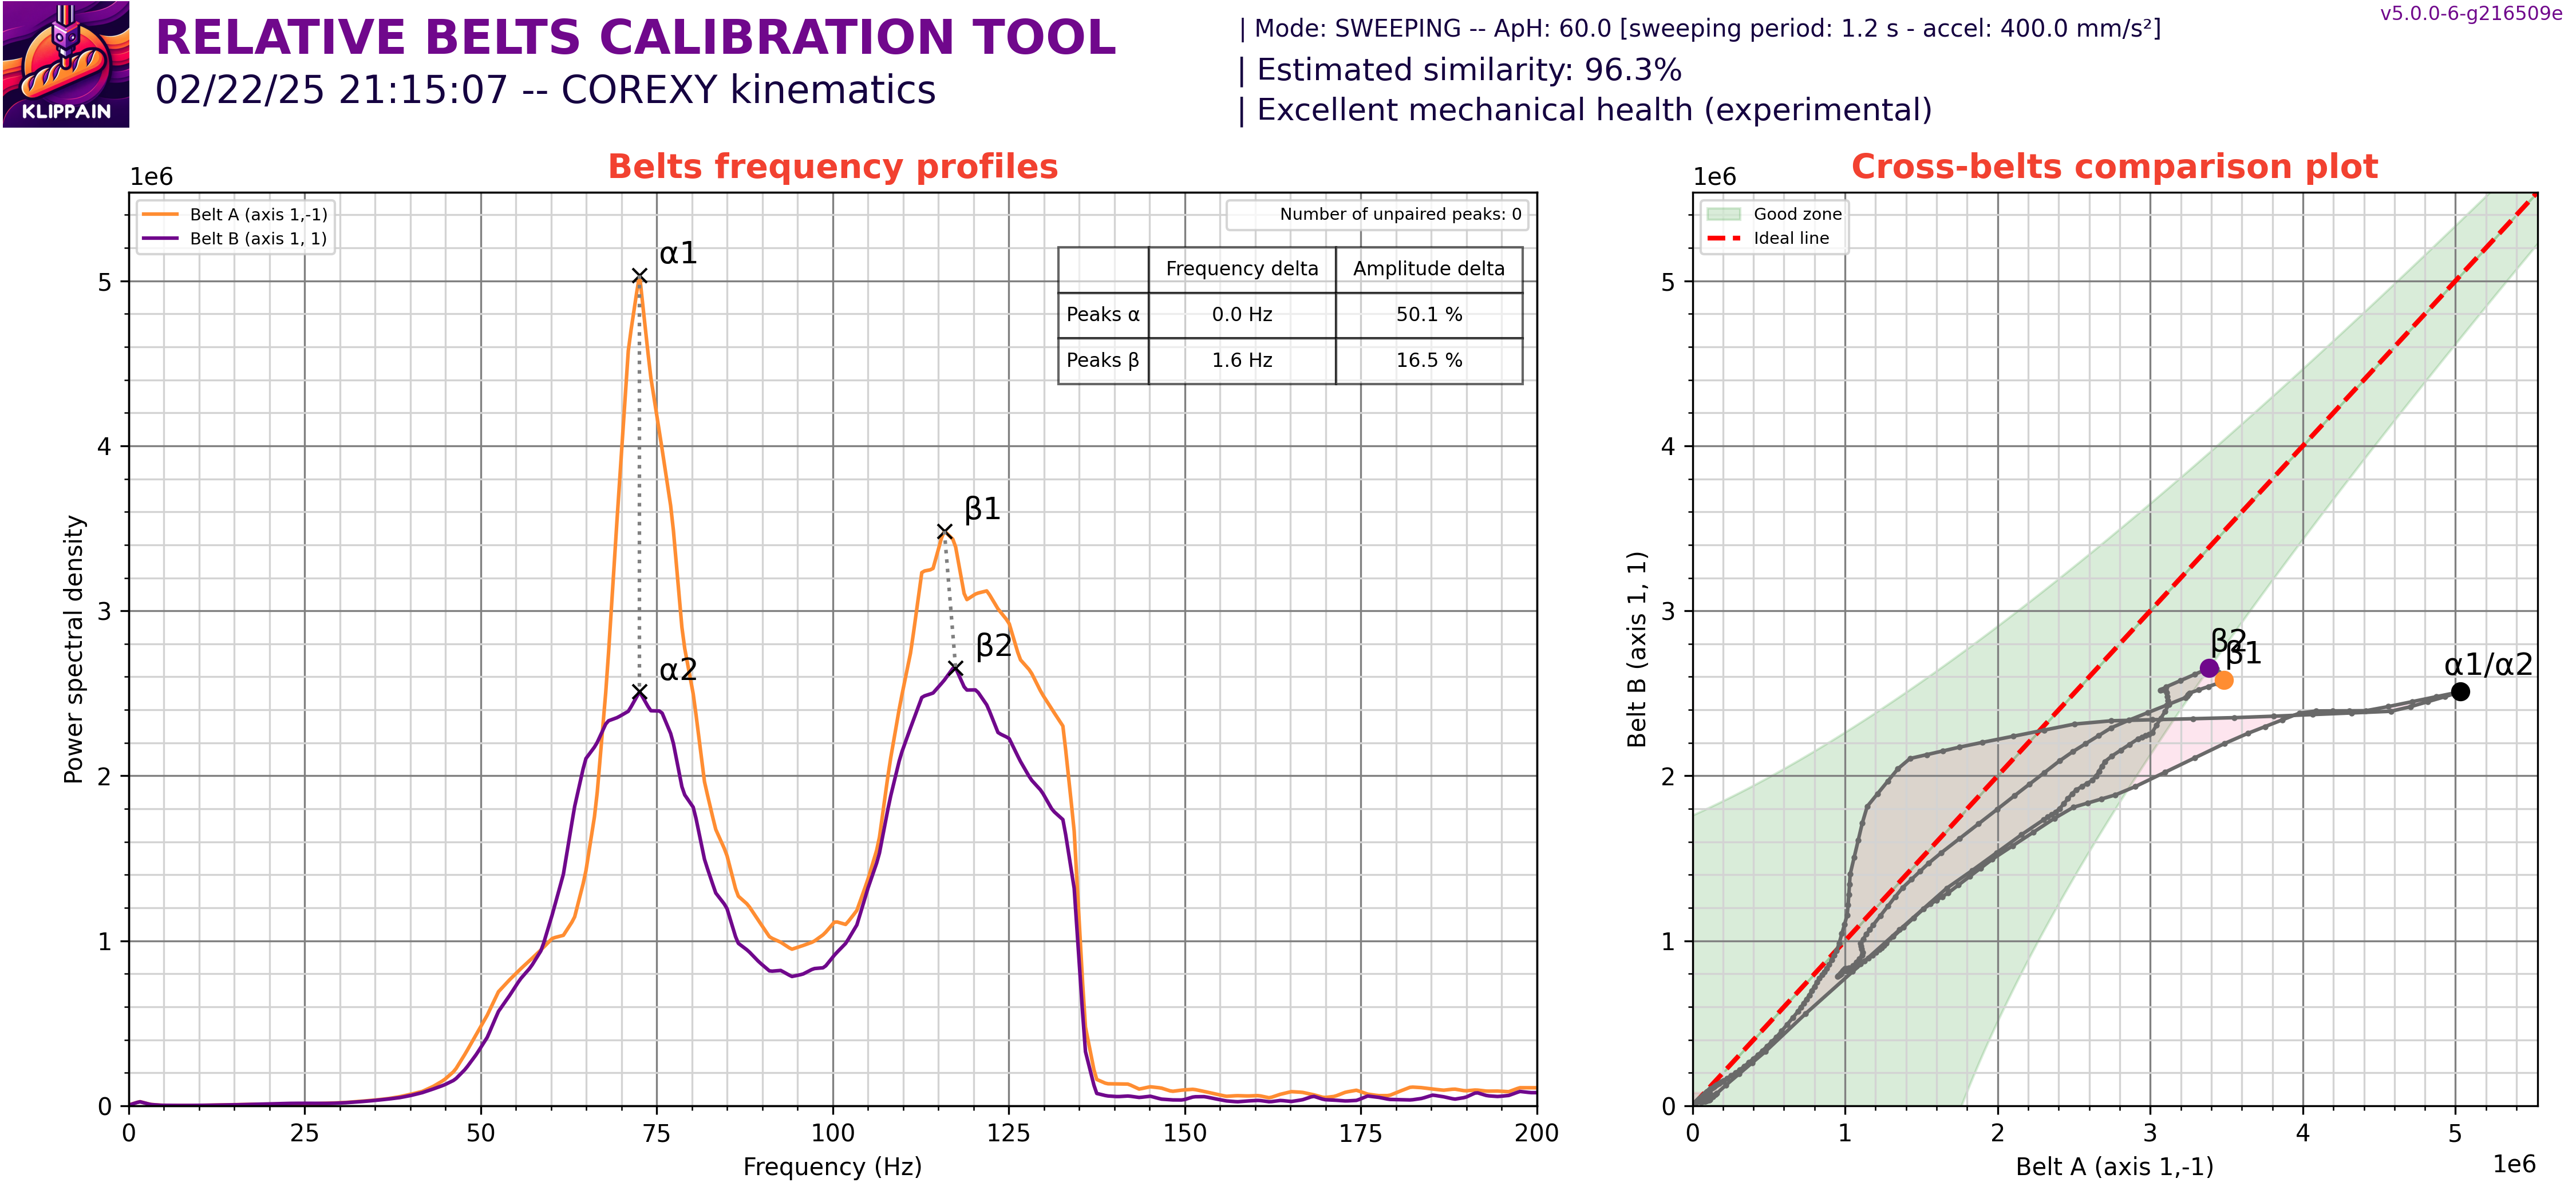 KLIPPAIN
RELATIVE BELTS CALIBRATION TOOL
02/22/25 21:15:07 -- COREXY kinematics
| Mode: SWEEPING -- ApH: 60.0 [sweeping period: 1.2 s - accel: 400.0 mm/s²]
| Estimated similarity: 96.3%
| Excellent mechanical health (experimental)
v5.0.0-6-g216509e
Belts frequency profiles
1e6
Belt A (axis 1,-1)
Belt B (axis 1, 1)
Number of unpaired peaks: 0
Frequency delta Amplitude delta
Peaks α 0.0 Hz 50.1 %
Peaks β 1.6 Hz 16.5 %
α1
α2
β1
β2
Power spectral density
5
4
3
2
1
0
0 25 50 75 100 125 150 175 200
Frequency (Hz)
Cross-belts comparison plot
1e6
Good zone
Ideal line
β2
β1
α1/α2
Belt B (axis 1, 1)
5
4
3
2
1
0
0 1 2 3 4 5
Belt A (axis 1,-1)
1e6